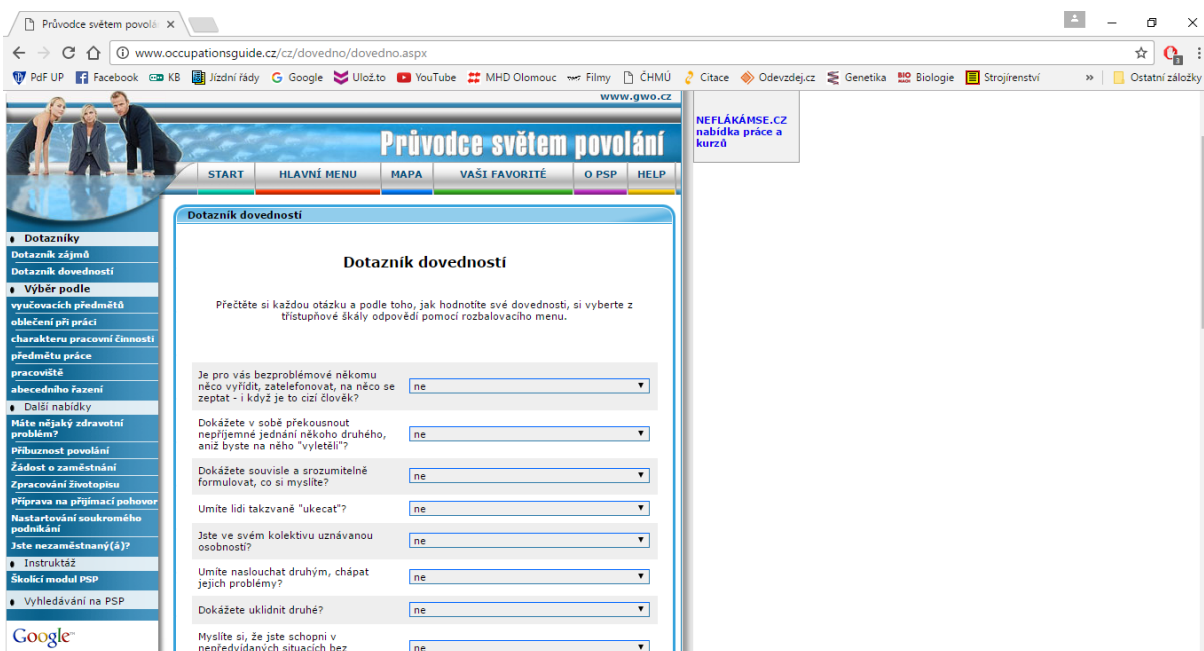 Průvodce světem povolá
www.occupationsguide.cz/cz/dovedno/dovedno.aspx
PdF UP Facebook KB Jízdní řády Google Ulož.to YouTube MHD Olomouc Filmy ČHMÚ Citace Odevzdej.cz Genetika Biologie Strojírenství » Ostatní záložky
www.gwo.cz
Průvodce světem povolání
START HLAVNÍ MENU MAPA VAŠI FAVORITÉ O PSP HELP
NEFLÁKÁMSE.CZ
nabídka práce a
kurzů
Dotazníky
Dotazník zájmů
Dotazník dovedností
Výběr podle
vyučovacích předmětů
oblečení při práci
charakteru pracovní činnosti
předmětu práce
pracoviště
abecedního řazení
Další nabídky
Máte nějaký zdravotní
problém?
Příbuznost povolání
Žádost o zaměstnání
Zpracování životopisu
Příprava na přijímací pohovor
Nastartování soukromého
podnikání
Jste nezaměstnaný(á)?
Instruktáž
Školící modul PSP
Vyhledávání na PSP
Google
Dotazník dovedností
Dotazník dovedností
Přečtěte si každou otázku a podle toho, jak hodnotíte své dovednosti, si vyberte z
třístupňové škály odpovědí pomocí rozbalovacího menu.
Je pro vás bezproblémové někomu
něco vyřídit, zatelefonovat, na něco se
zeptat - i když je to cizí člověk?
ne
Dokážete v sobě překousnout
nepříjemné jednání někoho druhého,
aniž byste na něho "vyletěli"?
ne
Dokážete souvisle a srozumitelně
formulovat, co si myslíte?
ne
Umíte lidi takzvaně "ukecat"?
ne
Jste ve svém kolektivu uznávanou
osobností?
ne
Umíte naslouchat druhým, chápat
jejich problémy?
ne
Dokážete uklidnit druhé?
ne
Myslíte si, že jste schopni v
nepředvídaných situacích bez
ne